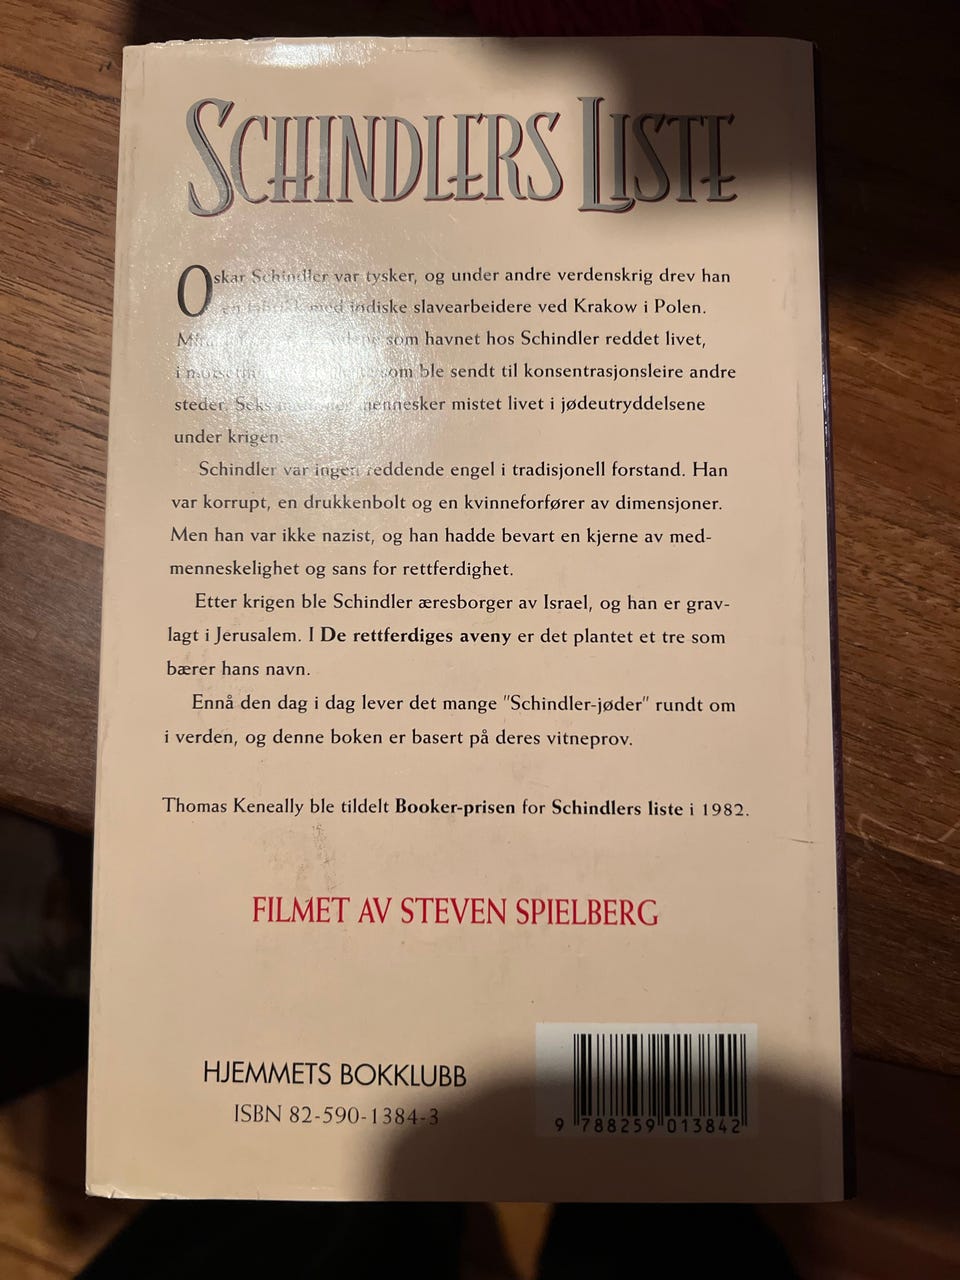 SCHINDLERS LISTE
Oskar Schindler var tysker, og under andre verdenskrig drev han
en fabrikk med jødiske slavearbeidere ved Krakow i Polen.
som havnet hos Schindler reddet livet,
i som ble sendt til konsentrasjonsleire andre
steder. Seks mennesker mistet livet i jødeutryddelsene
under krigen.
Schindler var ingen reddende engel i tradisjonell forstand. Han
var korrupt, en drukkenbolt og en kvinneforfører av dimensjoner.
Men han var ikke nazist, og han hadde bevart en kjerne av med-
menneskelighet og sans for rettferdighet.
Etter krigen ble Schindler æresborger av Israel, og han er grav-
lagt i Jerusalem. I De rettferdiges aveny er det plantet et tre som
bærer hans navn.
Ennå den dag i dag lever det mange "Schindler-jøder" rundt om
i verden, og denne boken er basert på deres vitneprov.
Thomas Keneally ble tildelt Booker-prisen for Schindlers liste i 1982.
FILMET AV STEVEN SPIELBERG
HJEMMETS BOKKLUBB
ISBN 82-590-1384-3
9 788259 013842